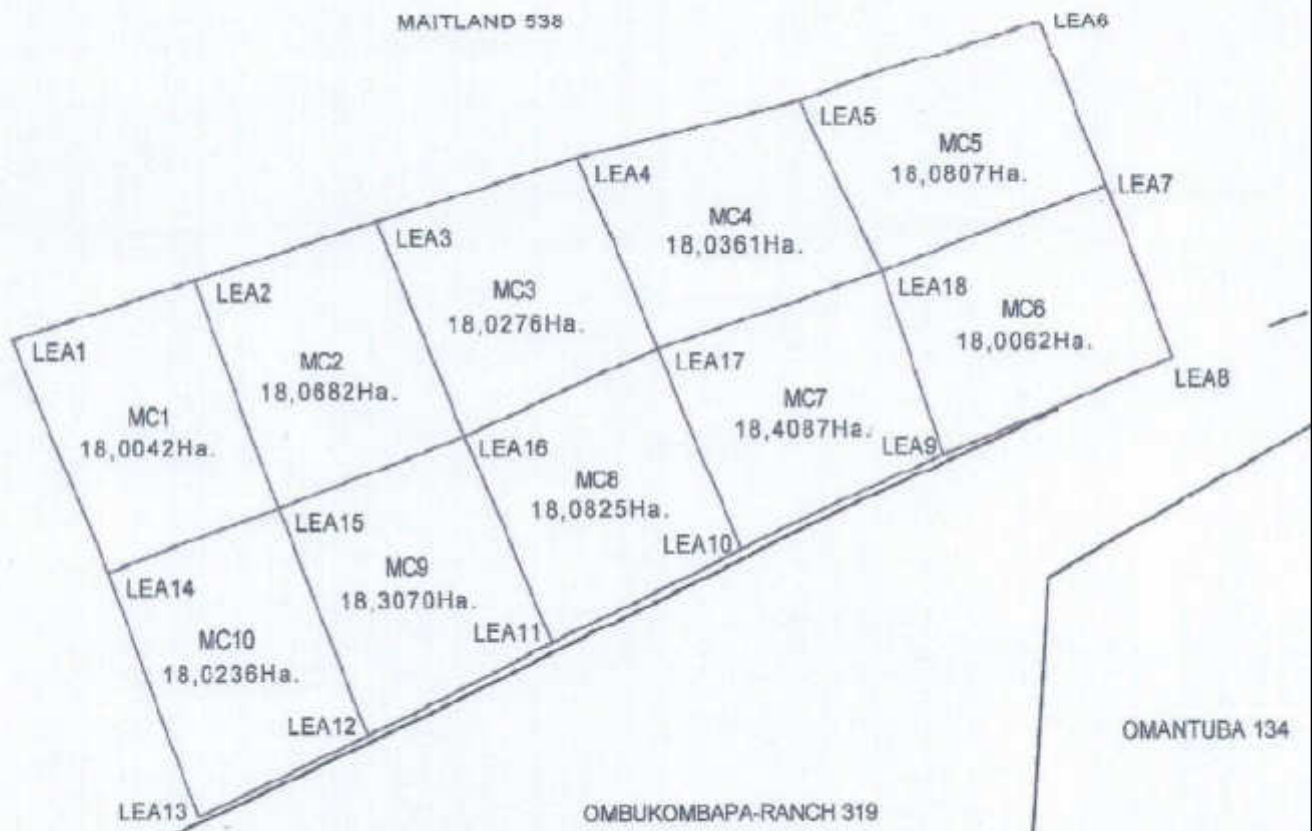 MAITLAND 538
LEA6
LEA5
MC5
18,0807Ha.
LEA4
LEA7
MC4
18,0361Ha.
LEA3
LEA2
MC3
18,0276Ha.
LEA18
MC6
18,0062Ha.
LEA1
MC2
18,0682Ha.
LEA17
LEA8
MC1
18,0042Ha.
MC7
18,4087Ha.
LEA16
LEA9
MC8
18,0825Ha.
LEA15
LEA10
LEA14
MC9
18,3070Ha.
LEA11
MC10
18,0236Ha.
LEA12
OMANTUBA 134
LEA13
OMBUKOMBAPA-RANCH 319